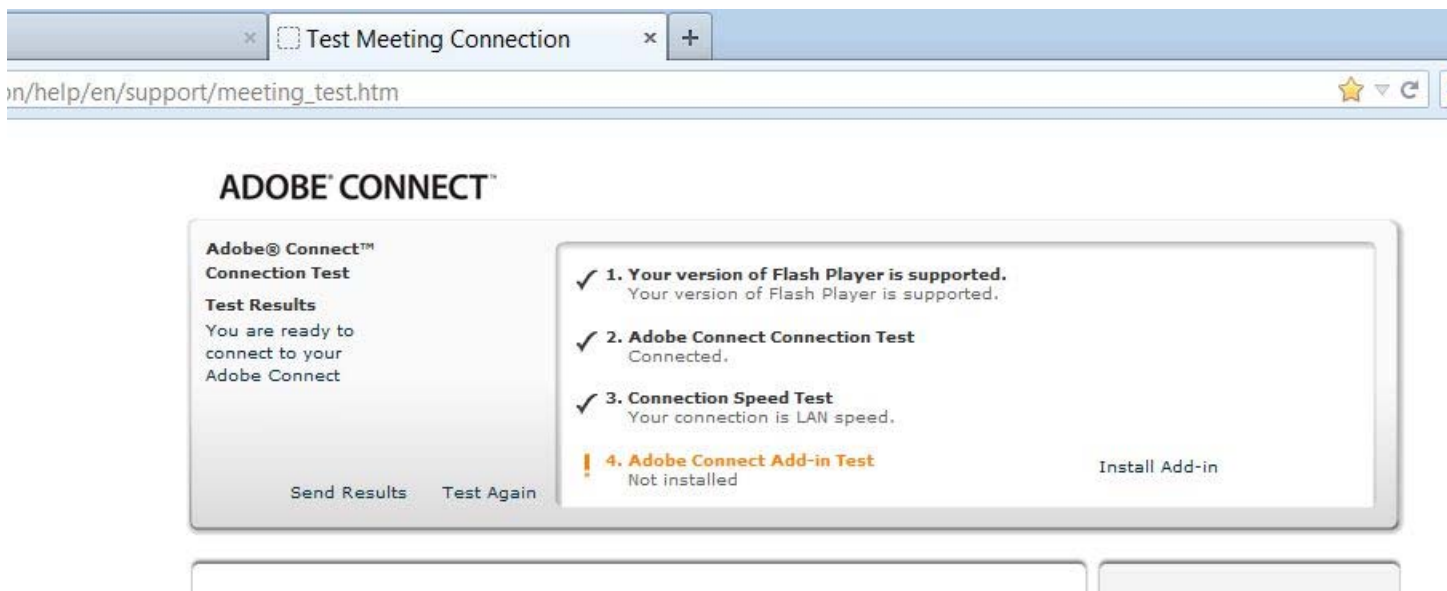 Test Meeting Connection
on/help/en/support/meeting_test.htm
ADOBE® CONNECT™
Adobe® Connect™
Connection Test
Test Results
You are ready to
connect to your
Adobe Connect
Send Results Test Again
1. Your version of Flash Player is supported.
Your version of Flash Player is supported.
2. Adobe Connect Connection Test
Connected.
3. Connection Speed Test
Your connection is LAN speed.
! 4. Adobe Connect Add-in Test
Not installed
Install Add-in